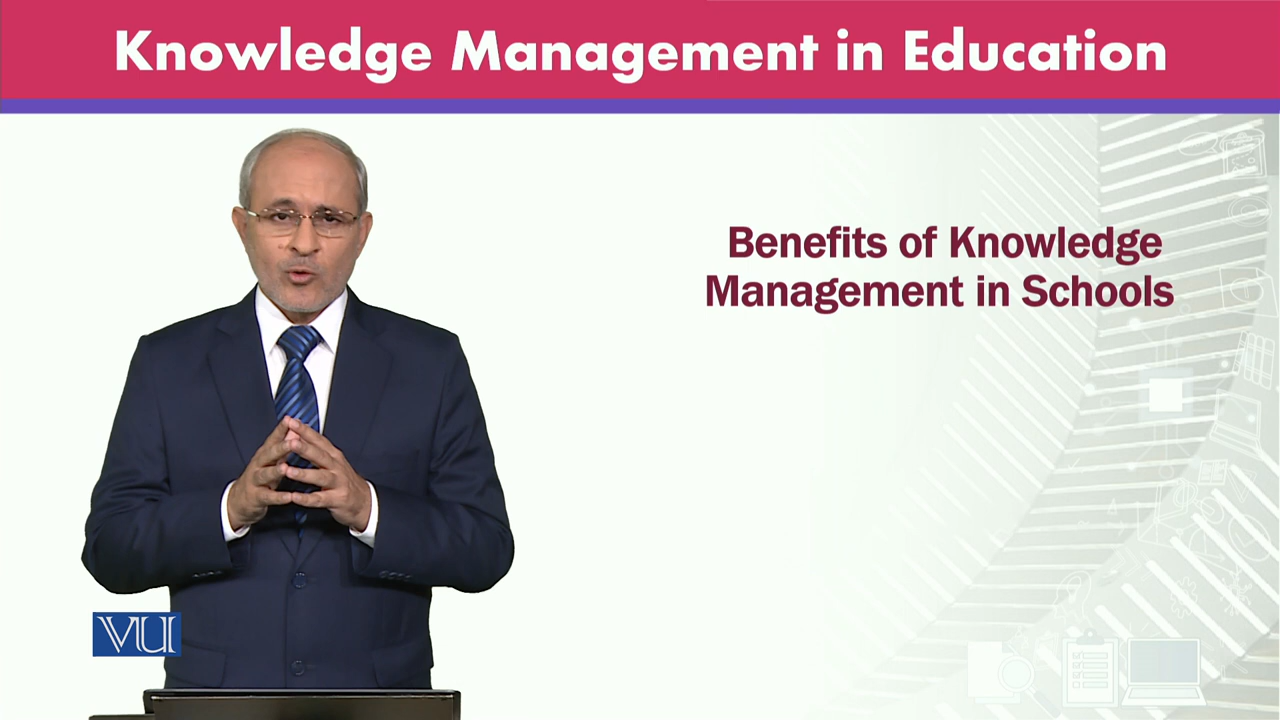 Knowledge Management in Education
Benefits of Knowledge
Management in Schools
VU